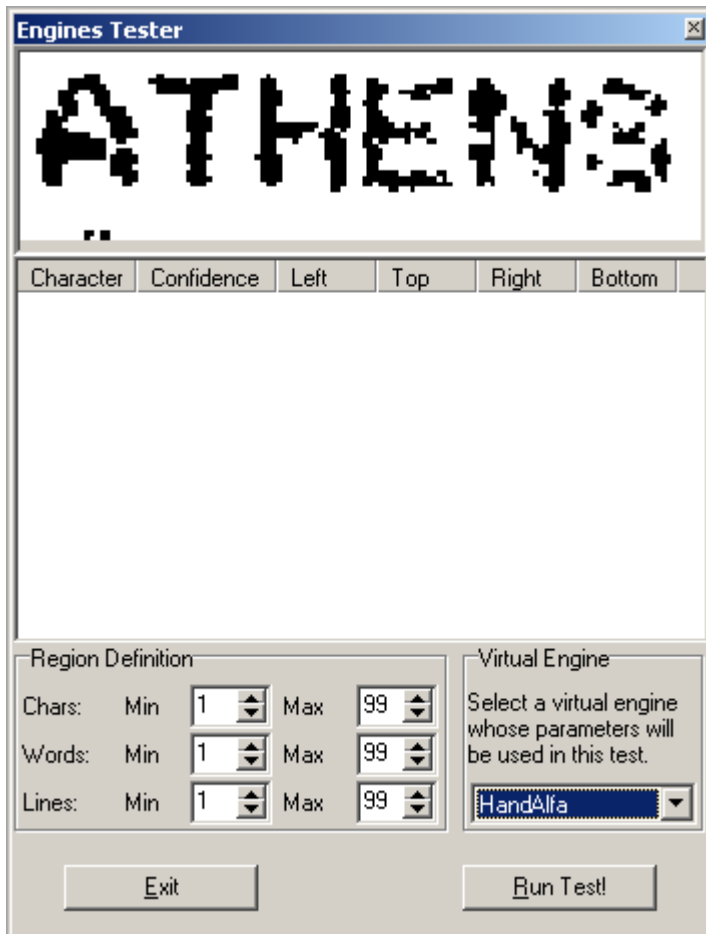 Engines Tester
ATHENS
Character Confidence Left Top Right Bottom
Region Definition
Chars: Min 1 Max 99
Words: Min 1 Max 99
Lines: Min 1 Max 99
Virtual Engine
Select a virtual engine
whose parameters will
be used in this test.
HandAlfa
Exit
Run Test!